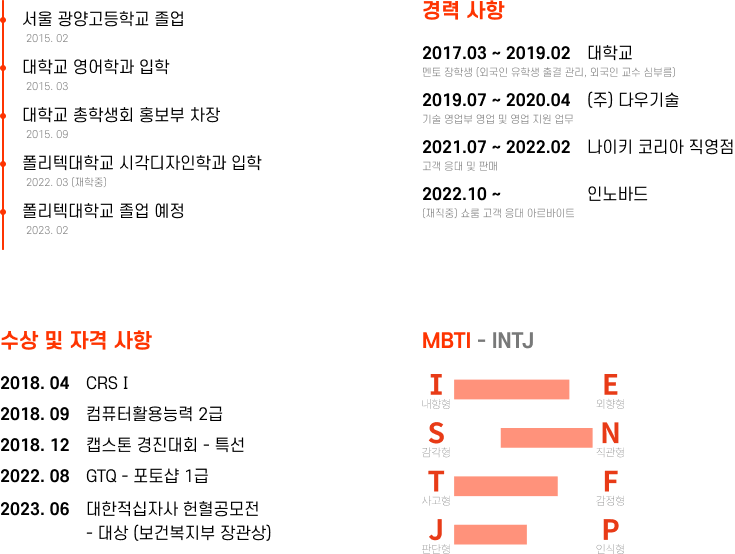 서울 광양고등학교 졸업
2015. 02
대학교 영어학과 입학
2015. 03
대학교 총학생회 홍보부 차장
2015. 09
폴리텍대학교 시각디자인학과 입학
2022. 03 (재학중)
폴리텍대학교 졸업 예정
2023. 02
경력 사항
2017.03 ~ 2019.02 대학교
멘토 장학생 (외국인 유학생 출결 관리, 외국인 교수 심부름)
2019.07 ~ 2020.04 (주) 다우기술
기술 영업부 영업 및 영업 지원 업무
2021.07 ~ 2022.02 나이키 코리아 직영점
고객 응대 및 판매
2022.10 ~ 인노바드
(재직중) 쇼룸 고객 응대 아르바이트
수상 및 자격 사항
2018. 04 CRS I
2018. 09 컴퓨터활용능력 2급
2018. 12 캡스톤 경진대회 - 특선
2022. 08 GTQ - 포토샵 1급
2023. 06 대한적십자사 헌혈공모전
- 대상 (보건복지부 장관상)
MBTI - INTJ
I E
내향형 외향형
S N
감각형 직관형
T F
사고형 감정형
J P
판단형 인식형